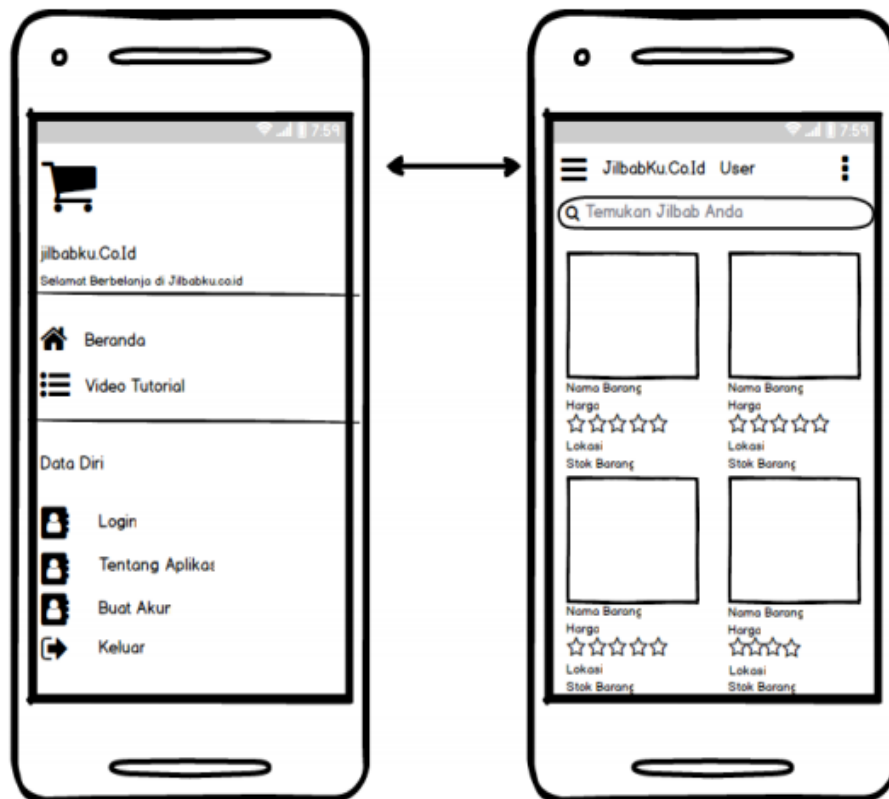 7:59
jilbabku.Co.Id
Selamat Berbelanja di Jilbabku.co.id
Beranda
Video Tutorial
Data Diri
Login
Tentang Aplikas
Buat Akur
Keluar
7:59
JilbabKu.Co.Id User
Temukan Jilbab Anda
Nama Barang
Harga
Lokasi
Stok Barang
Nama Barang
Harga
Lokasi
Stok Barang
Nama Barang
Harga
Lokasi
Stok Barang
Nama Barang
Harga
Lokasi
Stok Barang